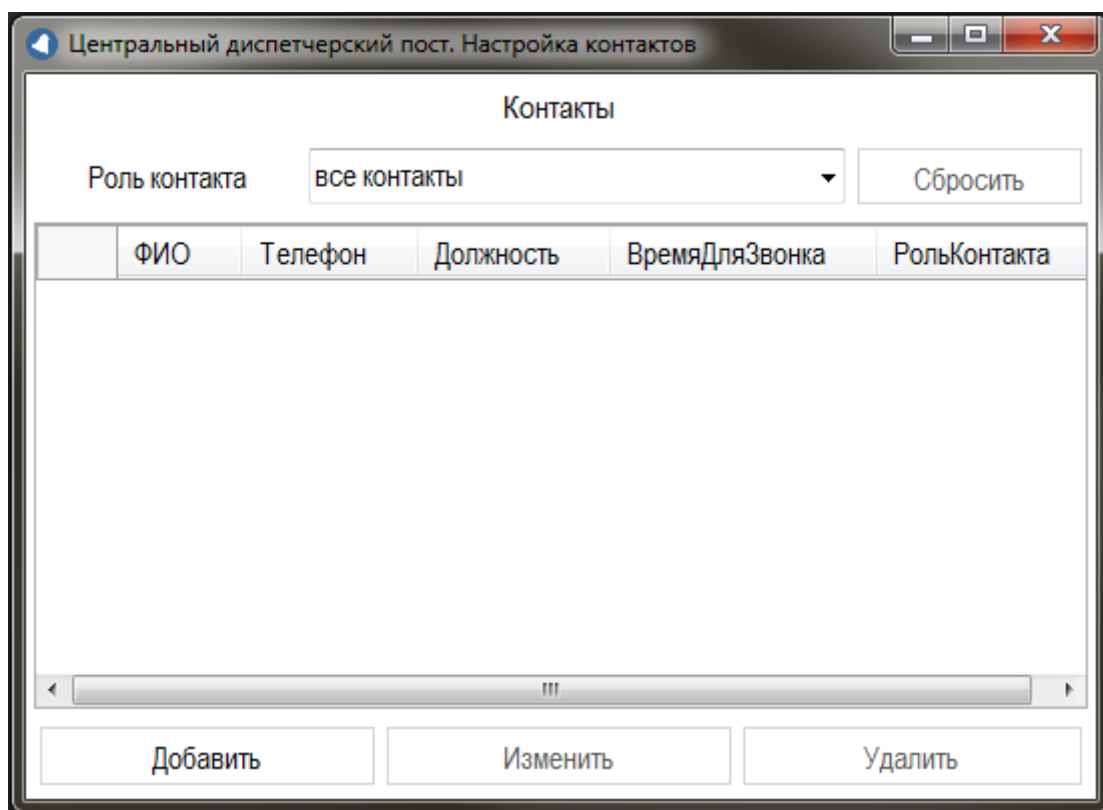 Центральный диспетчерский пост. Настройка контактов
Контакты
Роль контакта все контакты Сбросить
ФИО Телефон Должность ВремяДляЗвонка РольКонтакта
Добавить Изменить Удалить